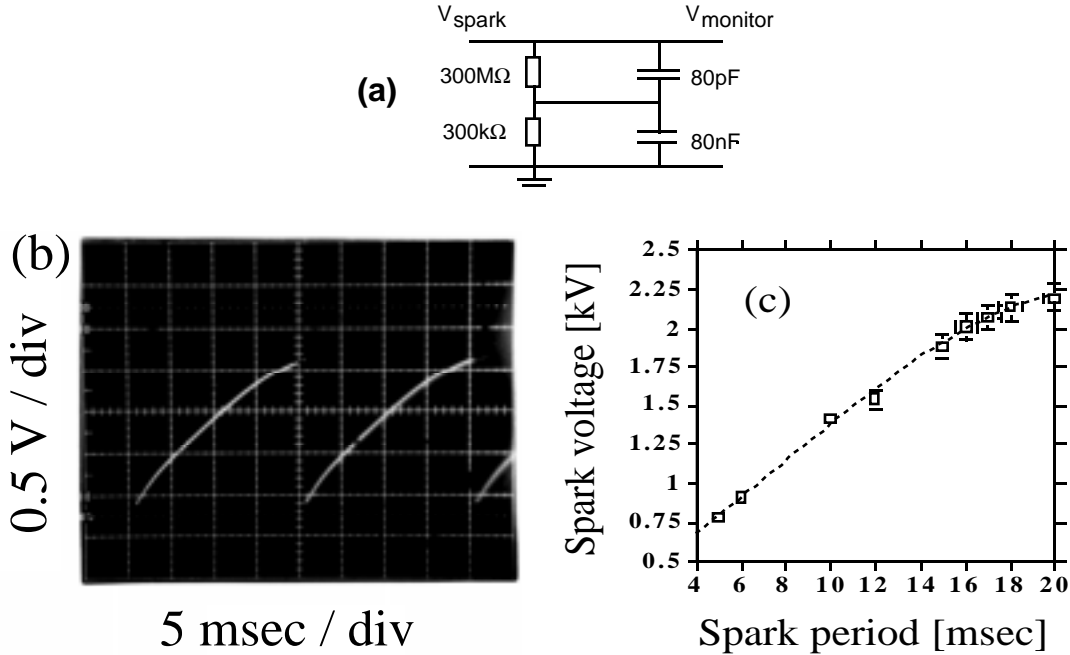 V_spark
V_monitor
(a)
300MΩ
80pF
300kΩ
80nF
(b)
0.5 V / div
5 msec / div
(c)
Spark voltage [kV]
2.5
2.25
2
1.75
1.5
1.25
1
0.75
0.5
4 6 8 10 12 14 16 18 20
Spark period [msec]